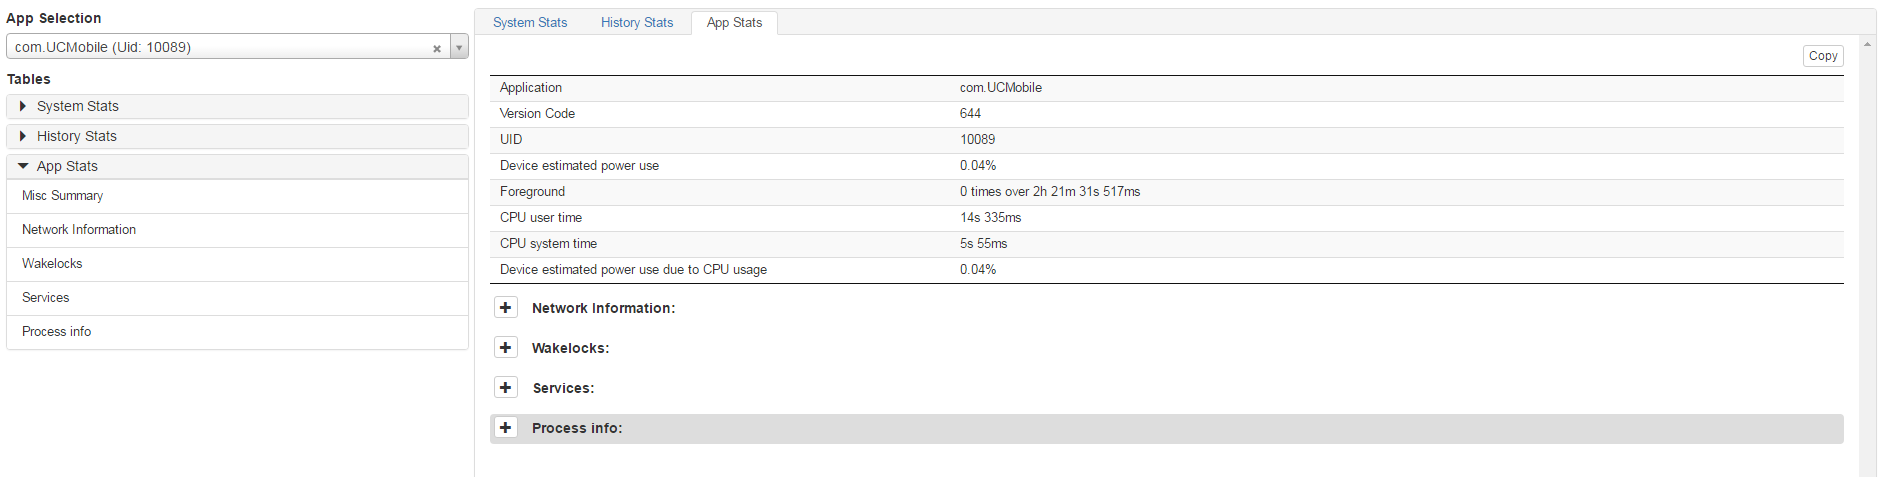 App Selection
com.UCMobile (Uid: 10089)
Tables
System Stats
History Stats
App Stats
Misc Summary
Network Information
Wakelocks
Services
Process info
System Stats History Stats App Stats
Copy
Application com.UCMobile
Version Code 644
UID 10089
Device estimated power use 0.04%
Foreground 0 times over 2h 21m 31s 517ms
CPU user time 14s 335ms
CPU system time 5s 55ms
Device estimated power use due to CPU usage 0.04%
Network Information:
Wakelocks:
Services:
Process info: